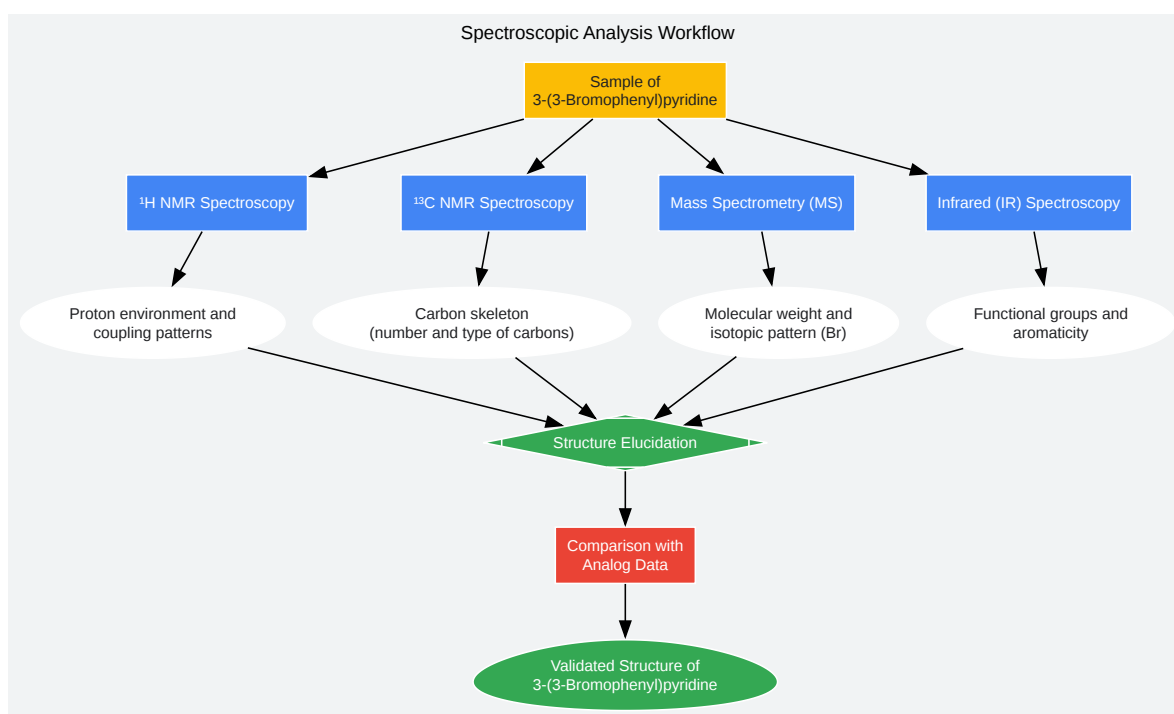 Spectroscopic Analysis Workflow
Sample of
3-(3-Bromophenyl)pyridine
¹H NMR Spectroscopy
¹³C NMR Spectroscopy
Mass Spectrometry (MS)
Infrared (IR) Spectroscopy
Proton environment and
coupling patterns
Carbon skeleton
(number and type of carbons)
Molecular weight and
isotopic pattern (Br)
Functional groups and
aromaticity
Structure Elucidation
Comparison with
Analog Data
Validated Structure of
3-(3-Bromophenyl)pyridine